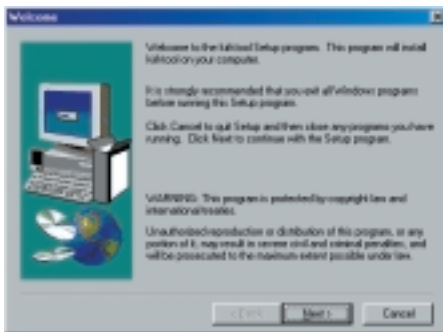 Welcome
Welcome to the Setup program. This program will install
on your computer.
It is strongly recommended that you exit all Windows programs
before running this Setup program.
Click Cancel to quit Setup and then close any programs you have
running. Click Next to continue with the Setup program.
WARNING: This program is protected by copyright law and
international treaties.
Unauthorized reproduction or distribution of this program, or any
portion of it, may result in severe civil and criminal penalties, and
will be prosecuted to the maximum extent possible under law.
< Back
Next >
Cancel